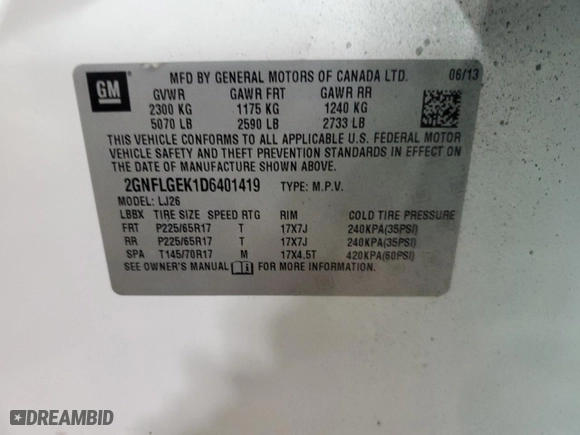 GM
MFD BY GENERAL MOTORS OF CANADA LTD. 06/13
GVWR GAWR FRT GAWR RR
2300 KG 1175 KG 1240 KG
5070 LB 2590 LB 2733 LB
THIS VEHICLE CONFORMS TO ALL APPLICABLE U.S. FEDERAL MOTOR
VEHICLE SAFETY AND THEFT PREVENTION STANDARDS IN EFFECT ON
THE DATE OF MANUFACTURE SHOWN ABOVE.
2GNFLGEK1D6401419 TYPE: M.P.V.
MODEL: LJ26
LBBX TIRE SIZE SPEED RTG RIM COLD TIRE PRESSURE
FRT P225/65R17 T 17X7J 240KPA(35PSI)
RR P225/65R17 T 17X7J 240KPA(35PSI)
SPA T145/70R17 M 17X4.5T 420KPA(60PSI)
SEE OWNER'S MANUAL FOR MORE INFORMATION
DREAMBID